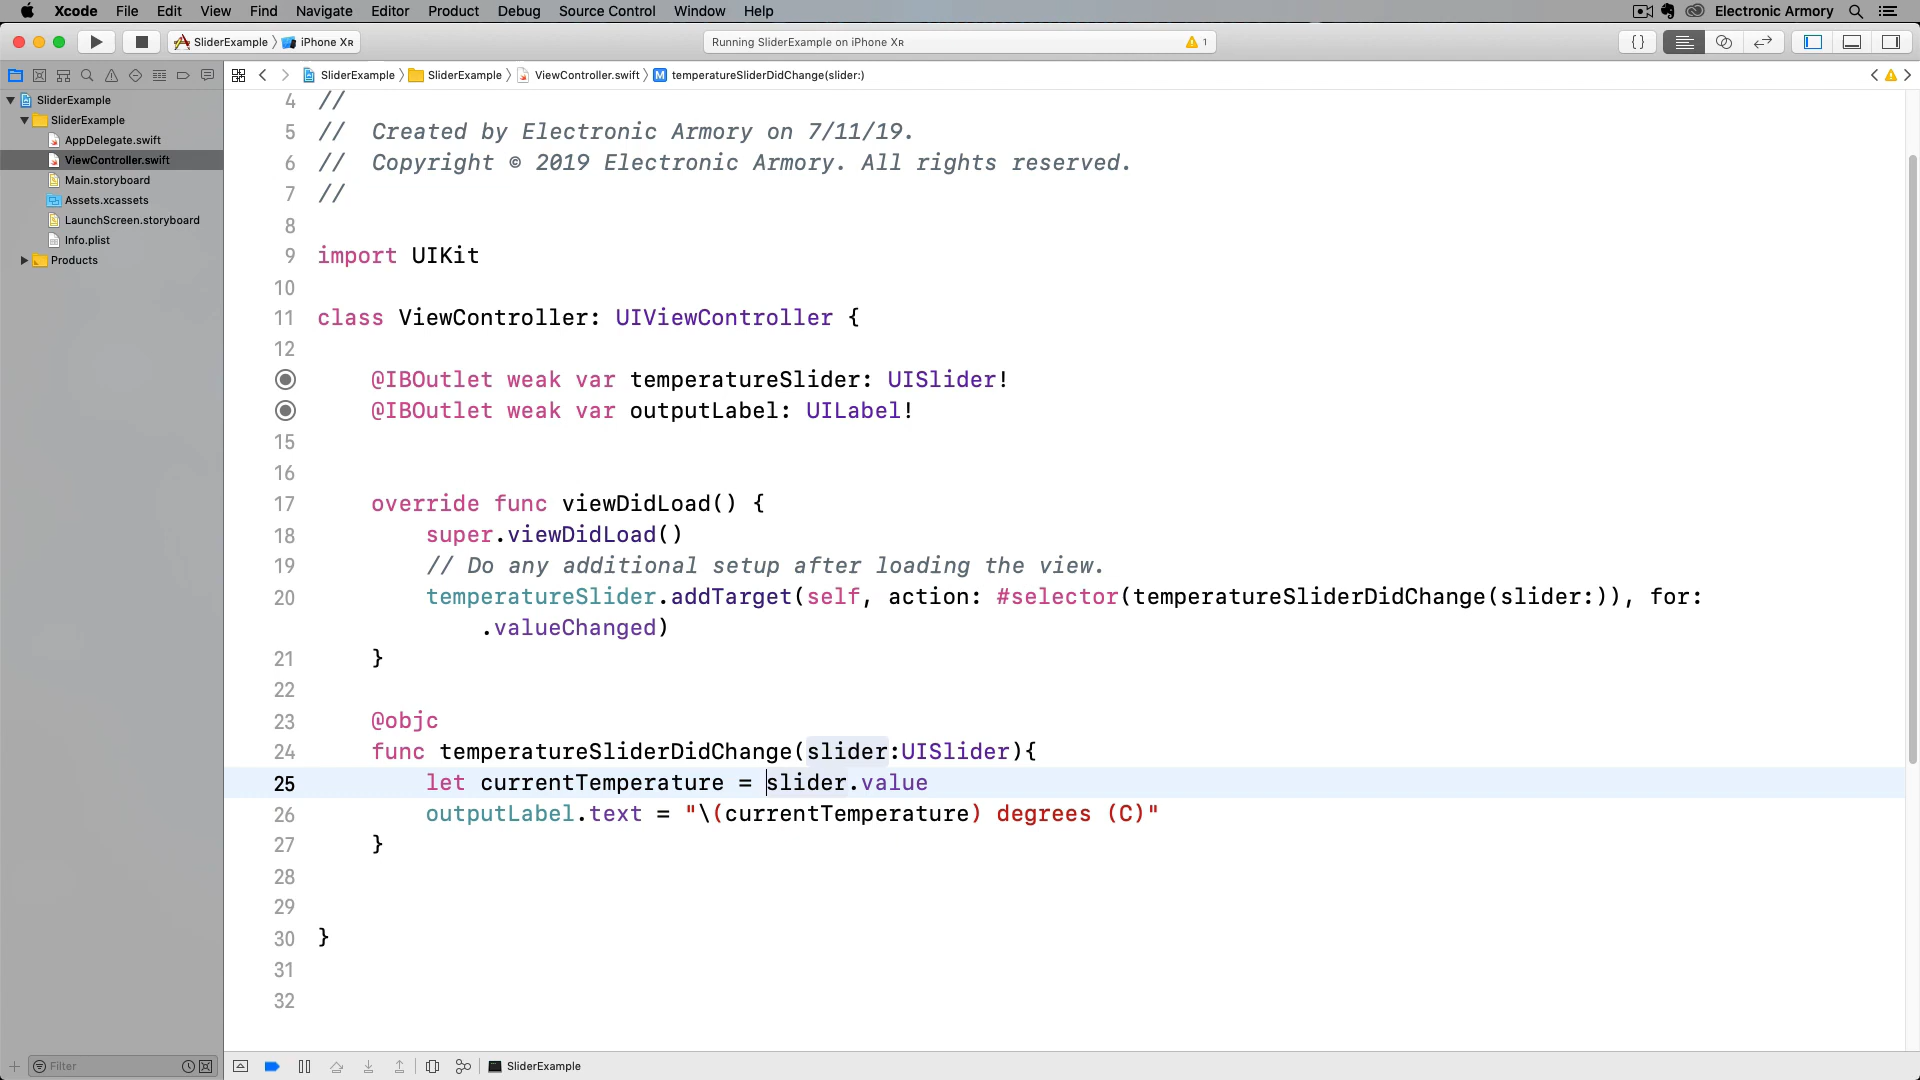 Xcode File Edit View Find Navigate Editor Product Debug Source Control Window Help Electronic Armory
SliderExample iPhone XR Running SliderExample on iPhone XR 1
SliderExample SliderExample ViewController.swift M temperatureSliderDidChange(slider:)
SliderExample
SliderExample
AppDelegate.swift
ViewController.swift
Main.storyboard
Assets.xcassets
LaunchScreen.storyboard
Info.plist
Products
4 //
5 // Created by Electronic Armory on 7/11/19.
6 // Copyright © 2019 Electronic Armory. All rights reserved.
7 //
8
9 import UIKit
10
11 class ViewController: UIViewController {
12
@IBOutlet weak var temperatureSlider: UISlider!
@IBOutlet weak var outputLabel: UILabel!
15
16
17 override func viewDidLoad() {
18 super.viewDidLoad()
19 // Do any additional setup after loading the view.
20 temperatureSlider.addTarget(self, action: #selector(temperatureSliderDidChange(slider:)), for:
.valueChanged)
21 }
22
23 @objc
24 func temperatureSliderDidChange(slider:UISlider){
25 let currentTemperature = slider.value
26 outputLabel.text = "\(currentTemperature) degrees (C)"
27 }
28
29
30 }
31
32
Filter SliderExample